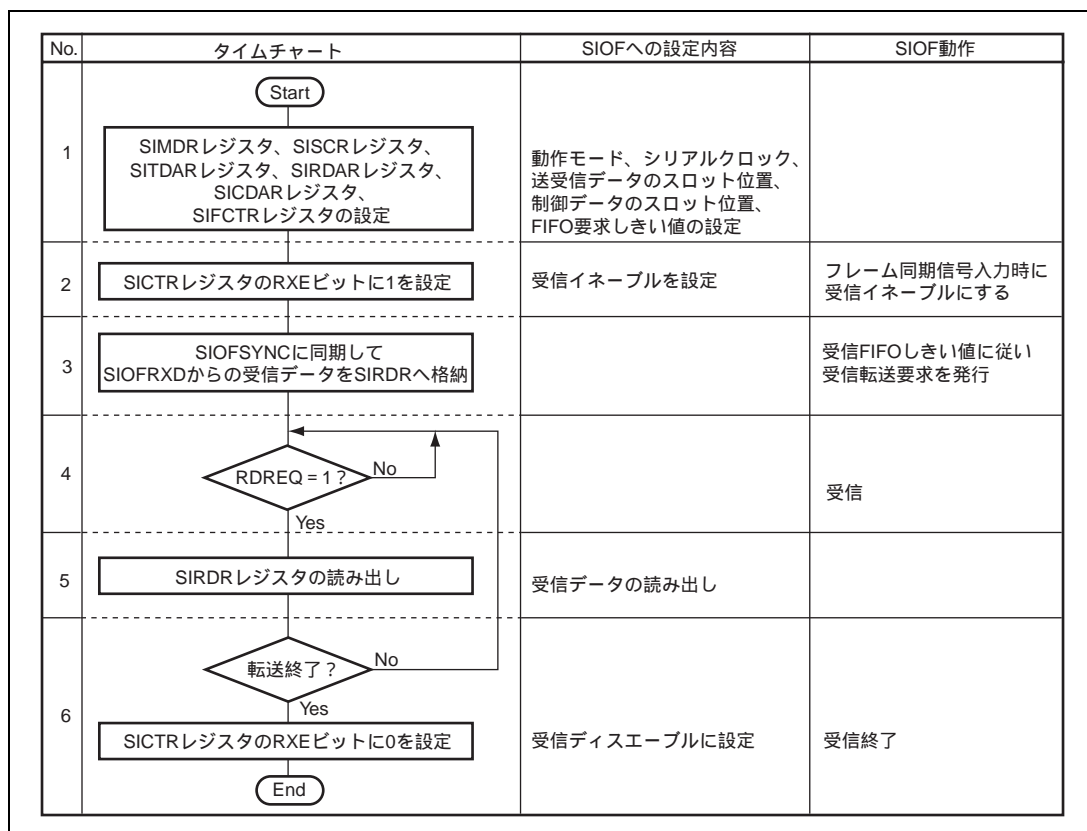 No. タイムチャート SIOFへの設定内容 SIOF動作
Start
1
SIMDRレジスタ、SISCRレジスタ、
SITDARレジスタ、SIRDARレジスタ、
SICDARレジスタ、
SIFCTRレジスタの設定
動作モード、シリアルクロック、
送受信データのスロット位置、
制御データのスロット位置、
FIFO要求しきい値の設定
2
SICTRレジスタのRXEビットに1を設定
受信イネーブルを設定
フレーム同期信号入力時に
受信イネーブルにする
3
SIOFSYNCに同期して
SIOFRXDからの受信データをSIRDRへ格納
受信FIFOしきい値に従い
受信転送要求を発行
4
RDREQ = 1 ?
No
Yes
受信
5
SIRDRレジスタの読み出し
受信データの読み出し
6
転送終了?
No
Yes
SICTRレジスタのRXEビットに0を設定
受信ディスエーブルに設定
受信終了
End